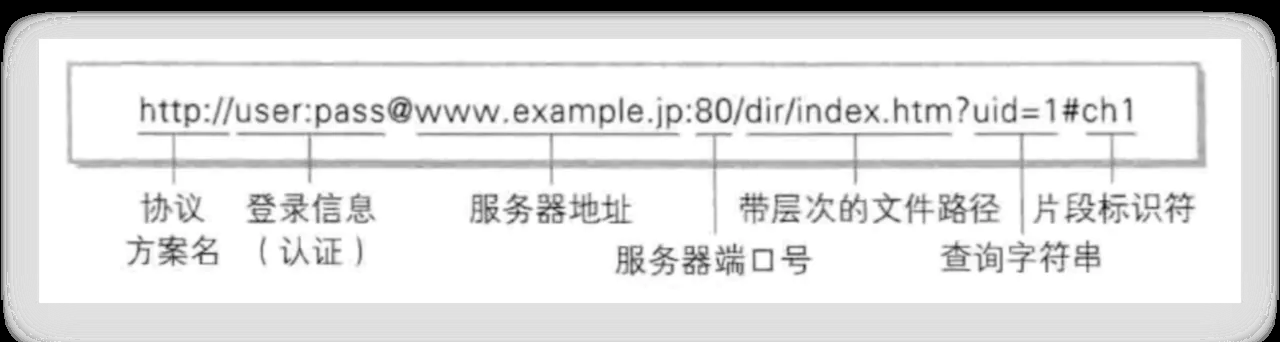 http://user:pass@www.example.jp:80/dir/index.htm?uid=1#ch1
协议 登录信息 服务器地址 带层次的文件路径 片段标识符
方案名 （认证） 服务器端口号 查询字符串